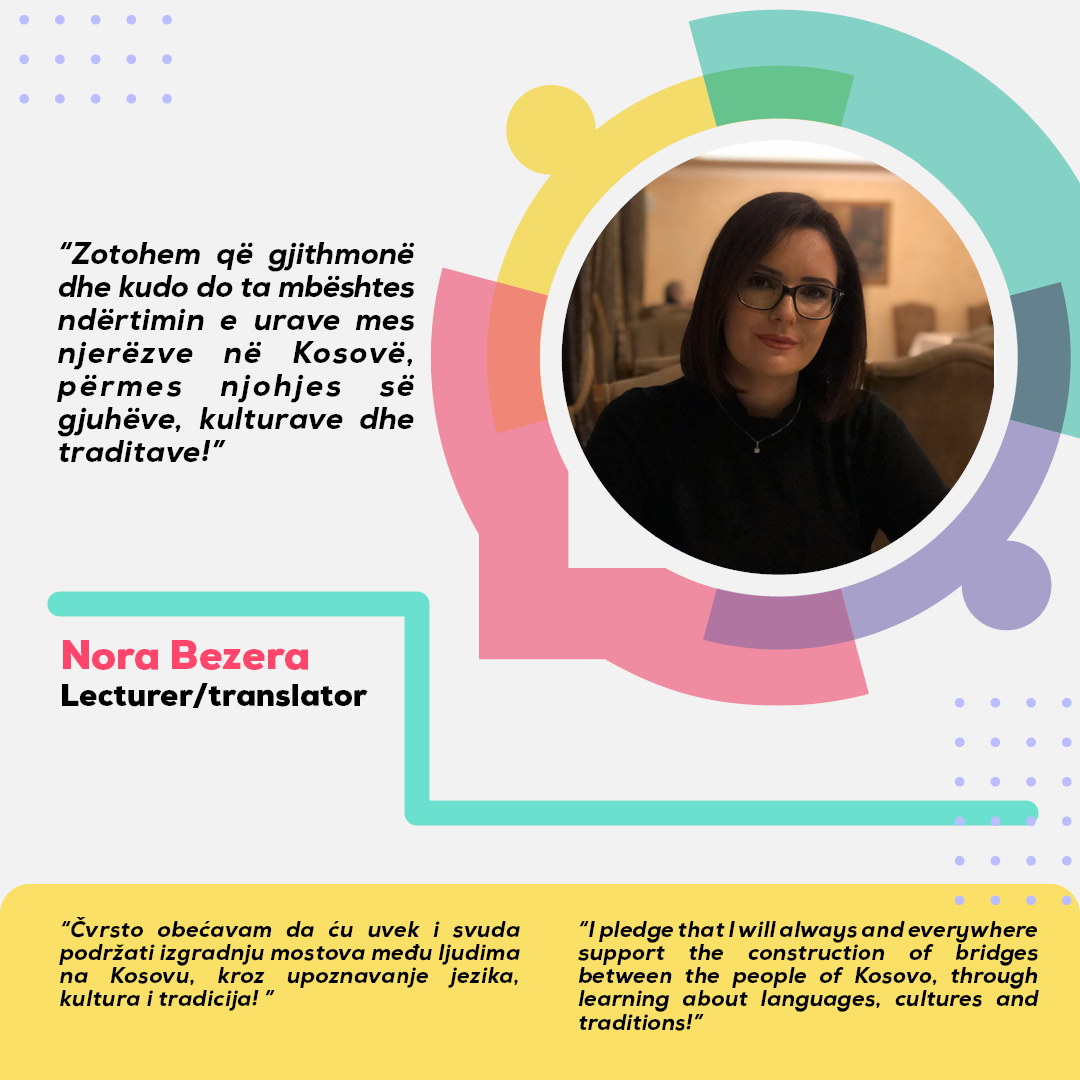 “Zotohem që gjithmonë
dhe kudo do ta mbështes
ndërtimin e urave mes
njerëzve në Kosovë,
përmes njohjes së
gjuhëve, kulturave dhe
traditave!”
Nora Bezera
Lecturer/translator
“Čvrsto obećavam da ću uvek i svuda
podržati izgradnju mostova među ljudima
na Kosovu, kroz upoznavanje jezika,
kultura i tradicija! ”
“I pledge that I will always and everywhere
support the construction of bridges
between the people of Kosovo, through
learning about languages, cultures and
traditions!”